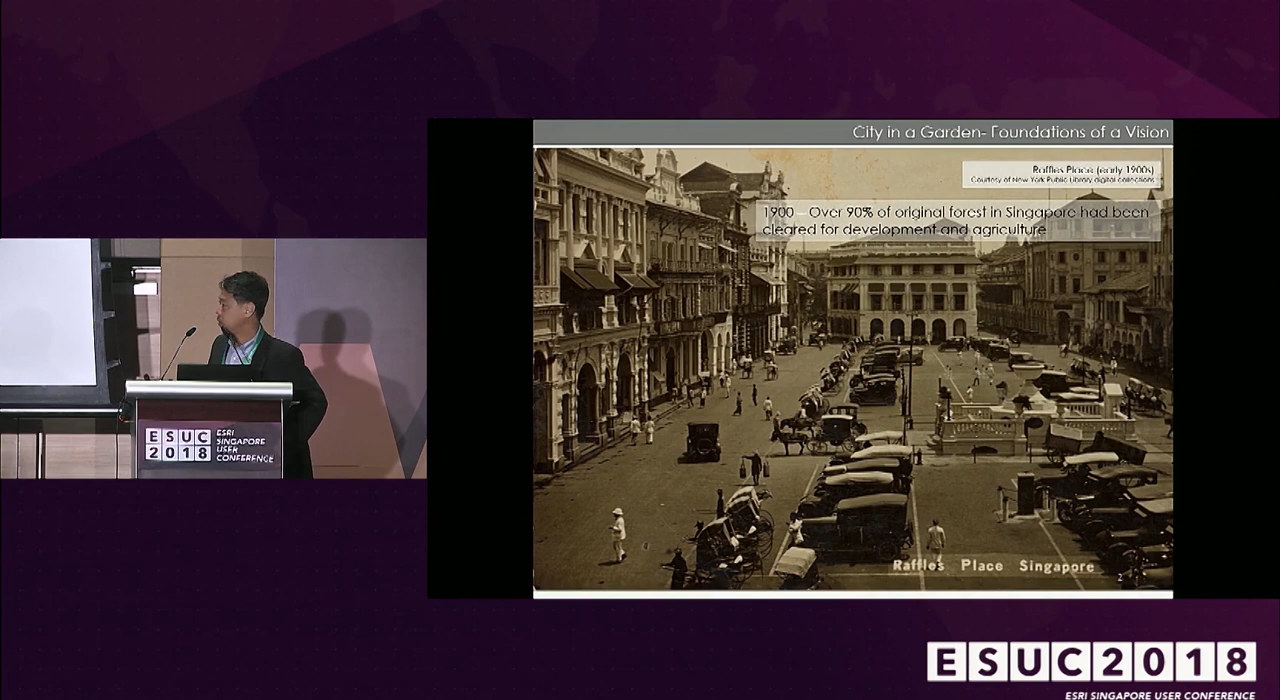 City in a Garden- Foundations of a Vision
Raffles Place (early 1900s)
Courtesy of New York Public Library digital collections
1900 – Over 90% of original forest in Singapore had been
cleared for development and agriculture
Raffles Place Singapore
ESUC
2018
ESRI
SINGAPORE
USER
CONFERENCE
ESUC2018
ESRI SINGAPORE USER CONFERENCE